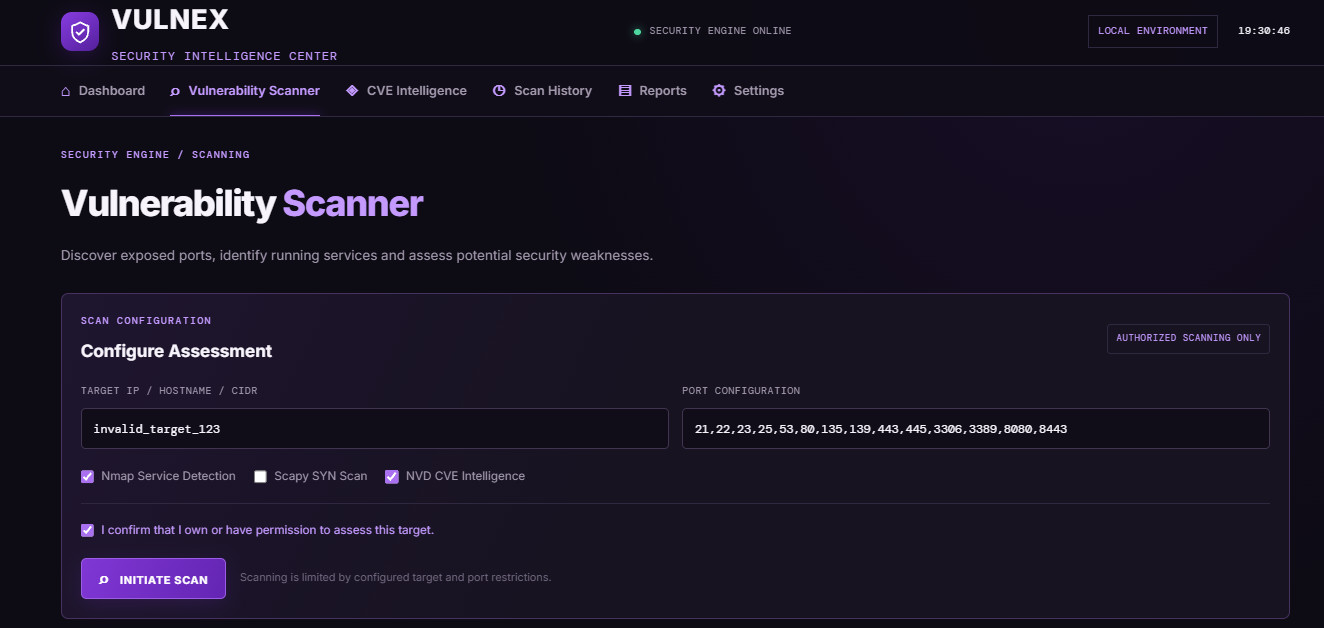 VULNEX
SECURITY INTELLIGENCE CENTER
SECURITY ENGINE ONLINE
LOCAL ENVIRONMENT
19:30:46
Dashboard
Vulnerability Scanner
CVE Intelligence
Scan History
Reports
Settings
SECURITY ENGINE / SCANNING
Vulnerability Scanner
Discover exposed ports, identify running services and assess potential security weaknesses.
SCAN CONFIGURATION
Configure Assessment
AUTHORIZED SCANNING ONLY
TARGET IP / HOSTNAME / CIDR
PORT CONFIGURATION
invalid_target_123
21,22,23,25,53,80,135,139,443,445,3306,3389,8080,8443
Nmap Service Detection
Scapy SYN Scan
NVD CVE Intelligence
I confirm that I own or have permission to assess this target.
INITIATE SCAN
Scanning is limited by configured target and port restrictions.